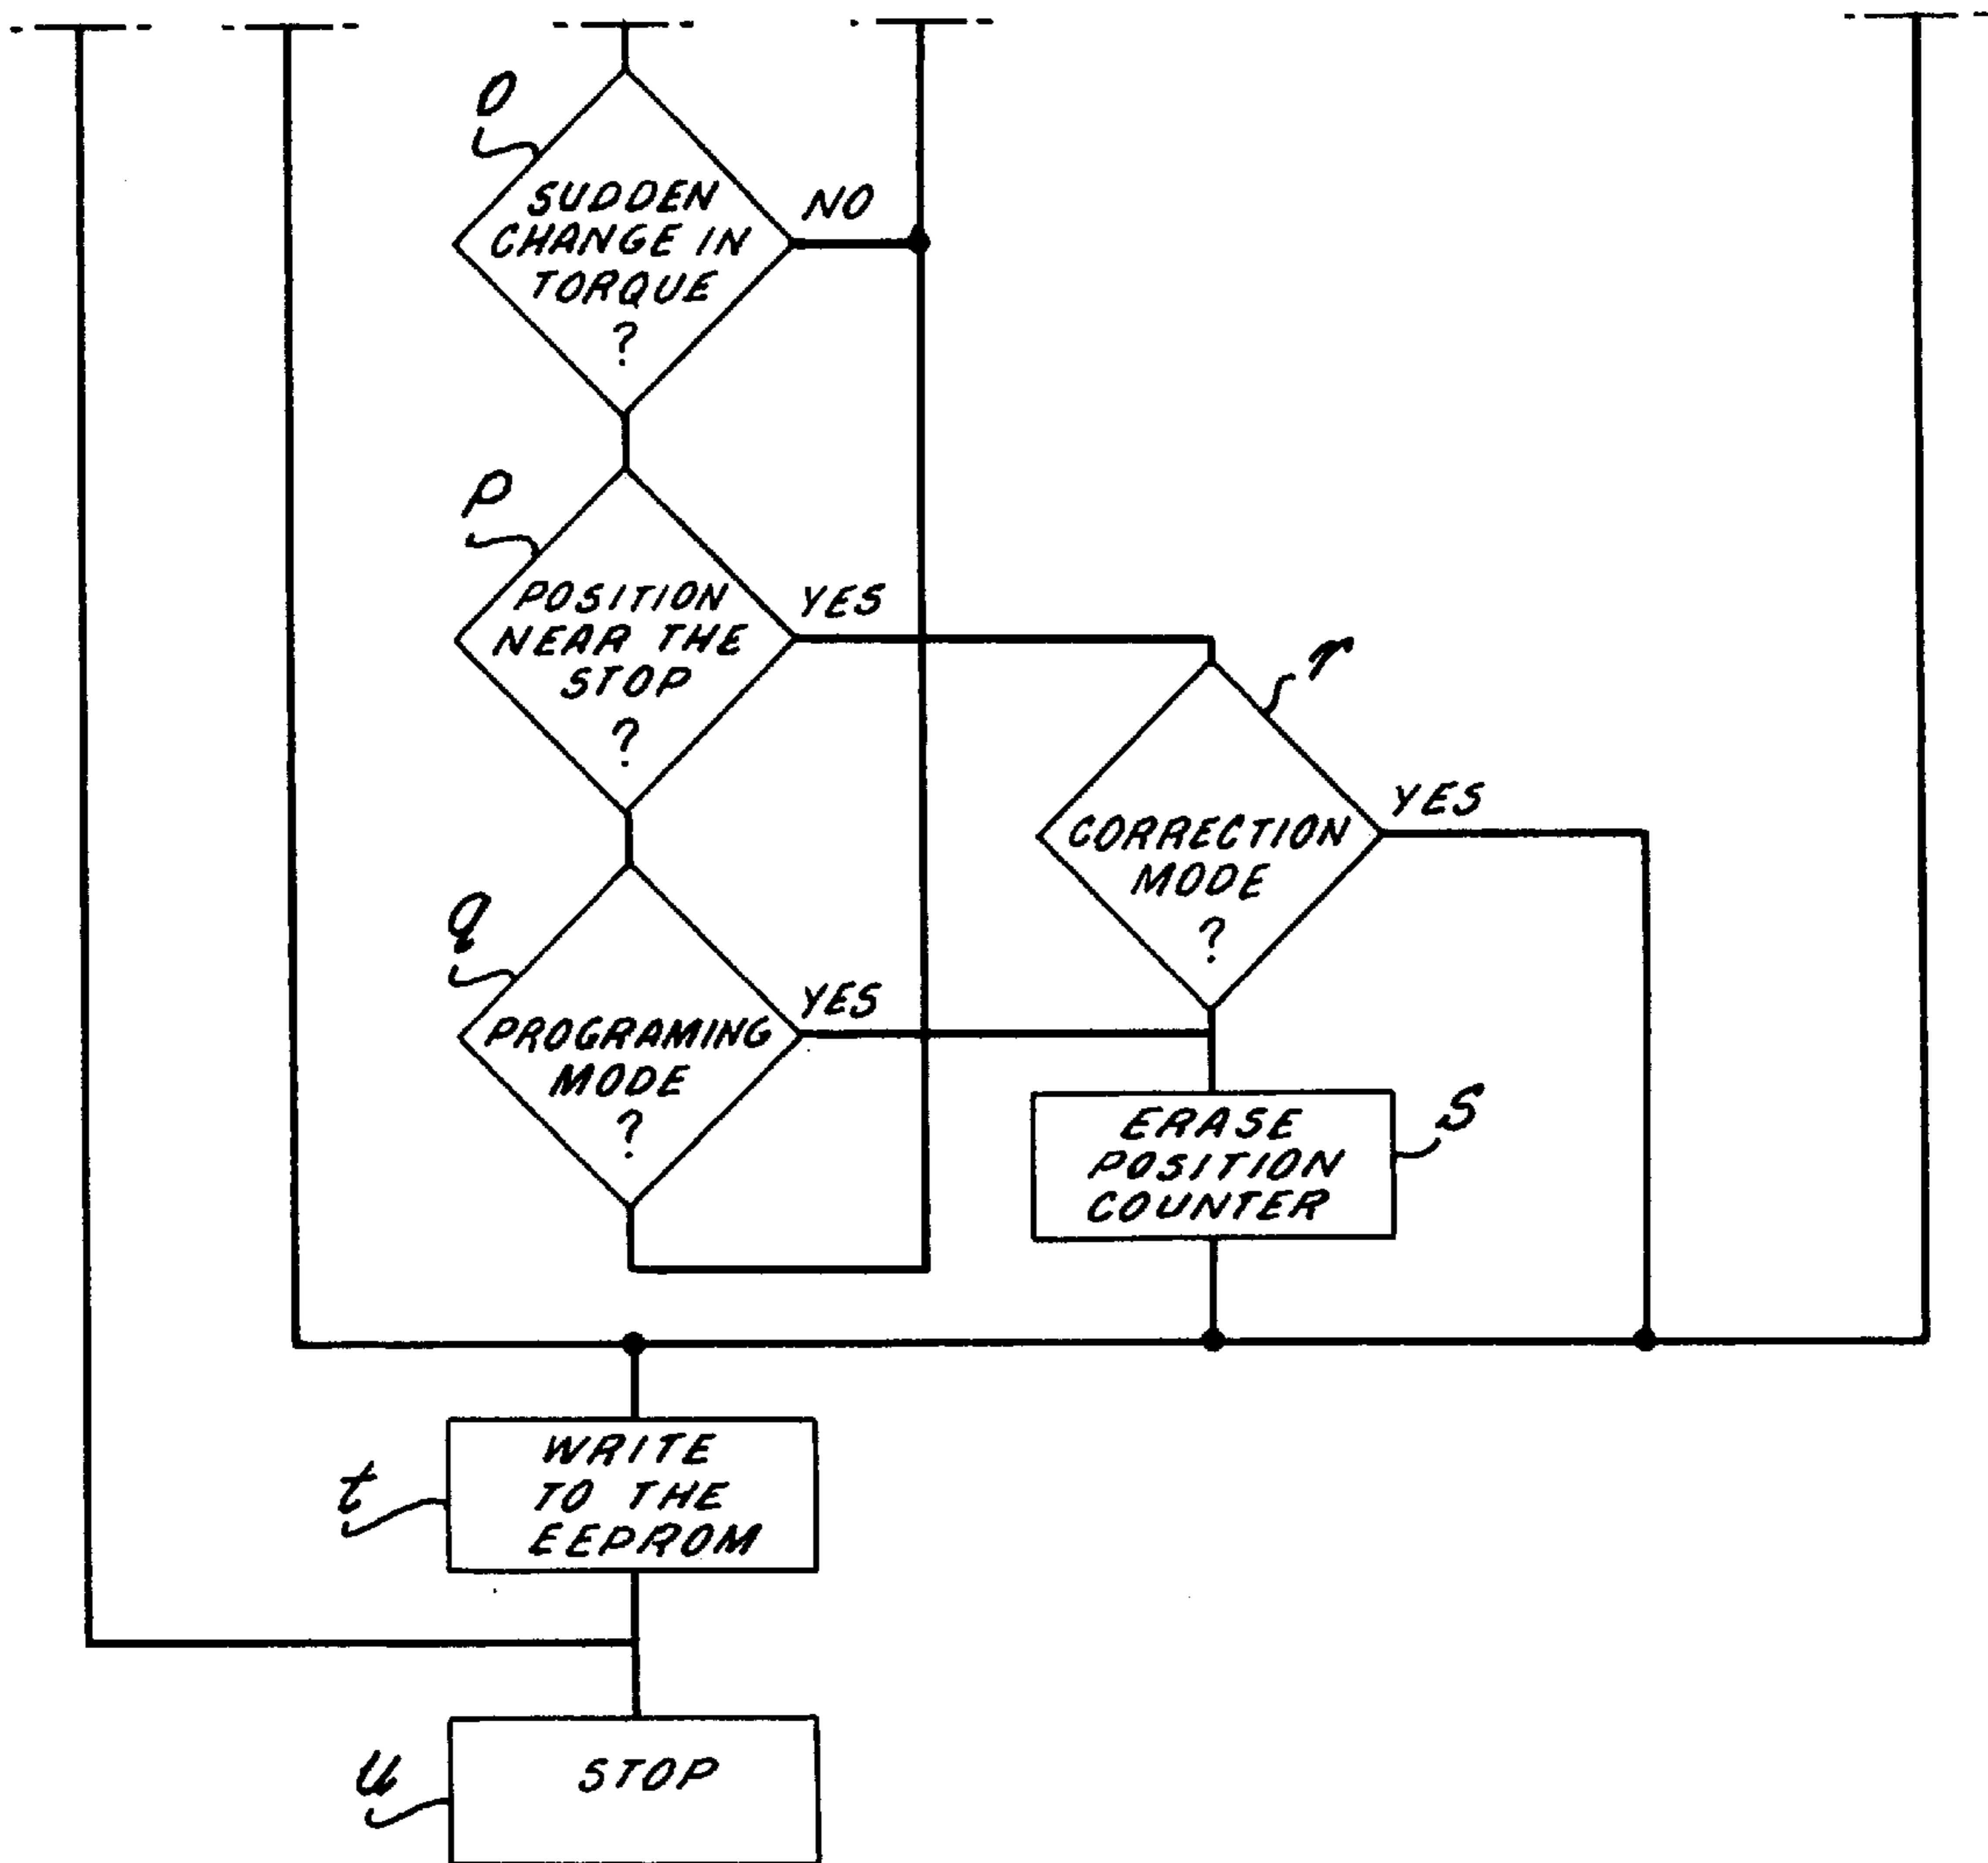 O
SUDDEN
CHANGE IN
TORQUE
?
NO
P
POSITION
NEAR THE
STOP
?
YES
r
CORRECTION
MODE
?
YES
q
PROGRAMING
MODE
?
YES
ERASE
POSITION
COUNTER
S
t
WRITE
TO THE
EEPROM
u
STOP